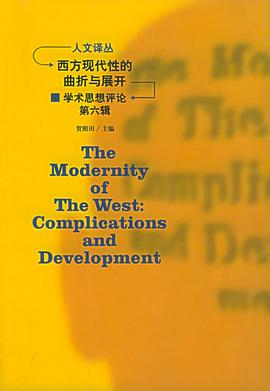 人文译丛
西方现代性的
曲折与展开
■ 学术思想评论
第六辑
贺照田/主编
The
Modernity
of
The West:
Complications
and
Development